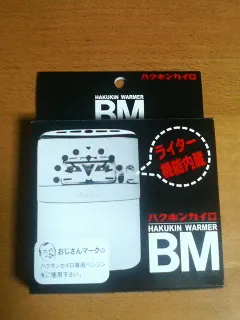 ハクキンカイロ
HAKUKIN WARMER
BM
ライター
機能内蔵
ハクキンカイロ
HAKUKIN WARMER
BM
おじさんマークの
ハクキンカイロ専用ベンジン
をご使用下さい。